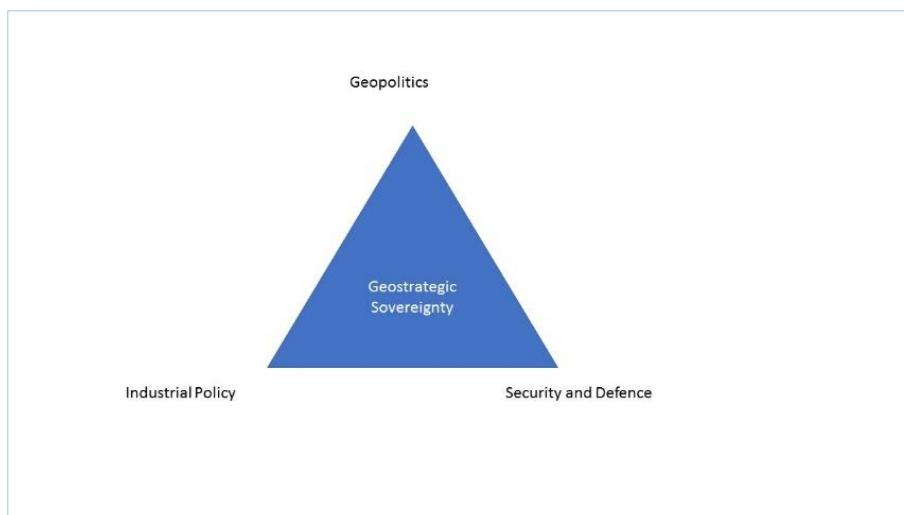 Geopolitics
Geostrategic
Sovereignty
Industrial Policy
Security and Defence